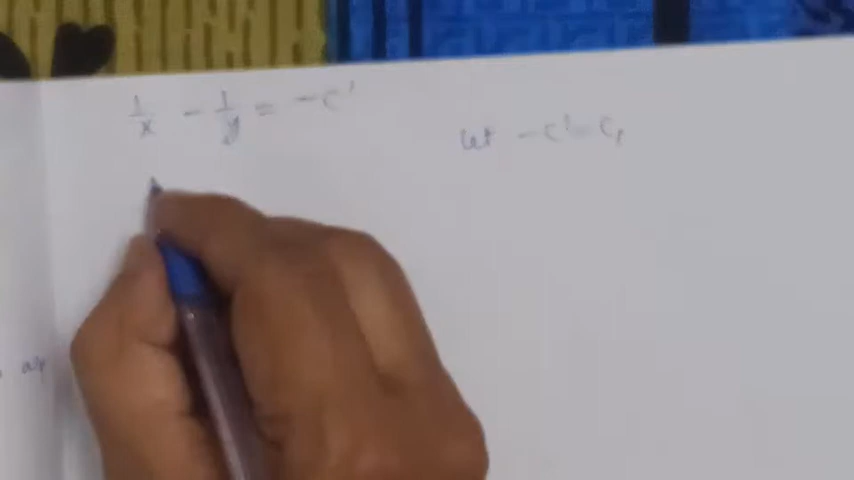 1/x - 1/y = -c'
let -c' = c₁